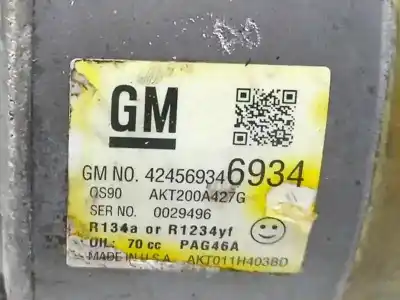 GM
GM NO. 42456934 6934
QS90 AKT200A427G
SER NO. 0029496
R134a or R1234yf
OIL: 70 cc PAG46A
MADE IN U.S.A. AKT011H403BD